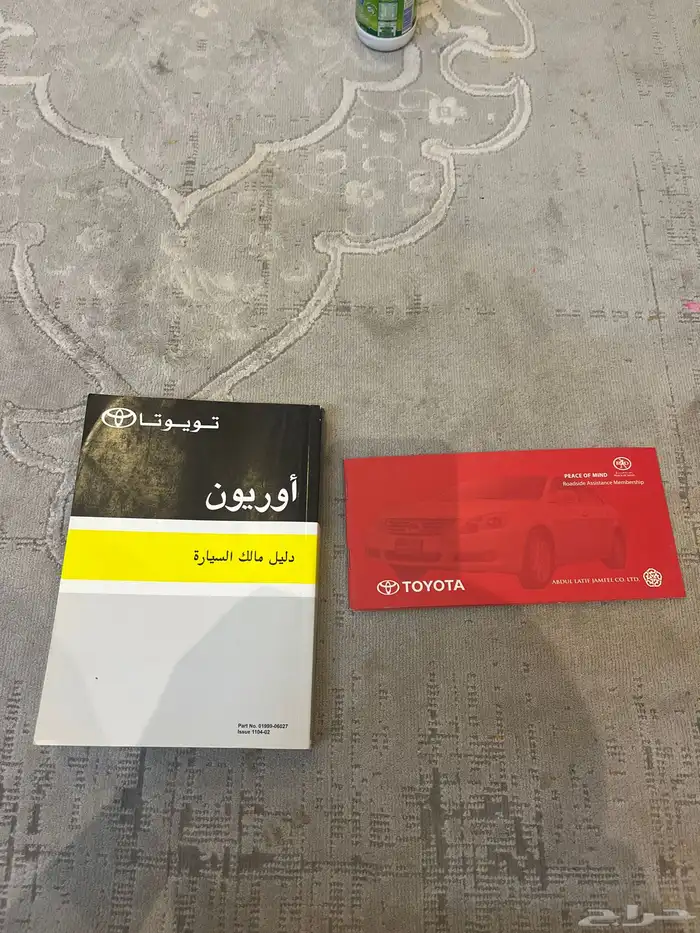 تويوتا
أوريون
دليل مالك السيارة
Part No. 01999-06027
Issue 1104-02
PEACE OF MIND
Roadside Assistance Membership
TOYOTA
ABDUL LATIF JAMEEL CO. LTD.
حراج